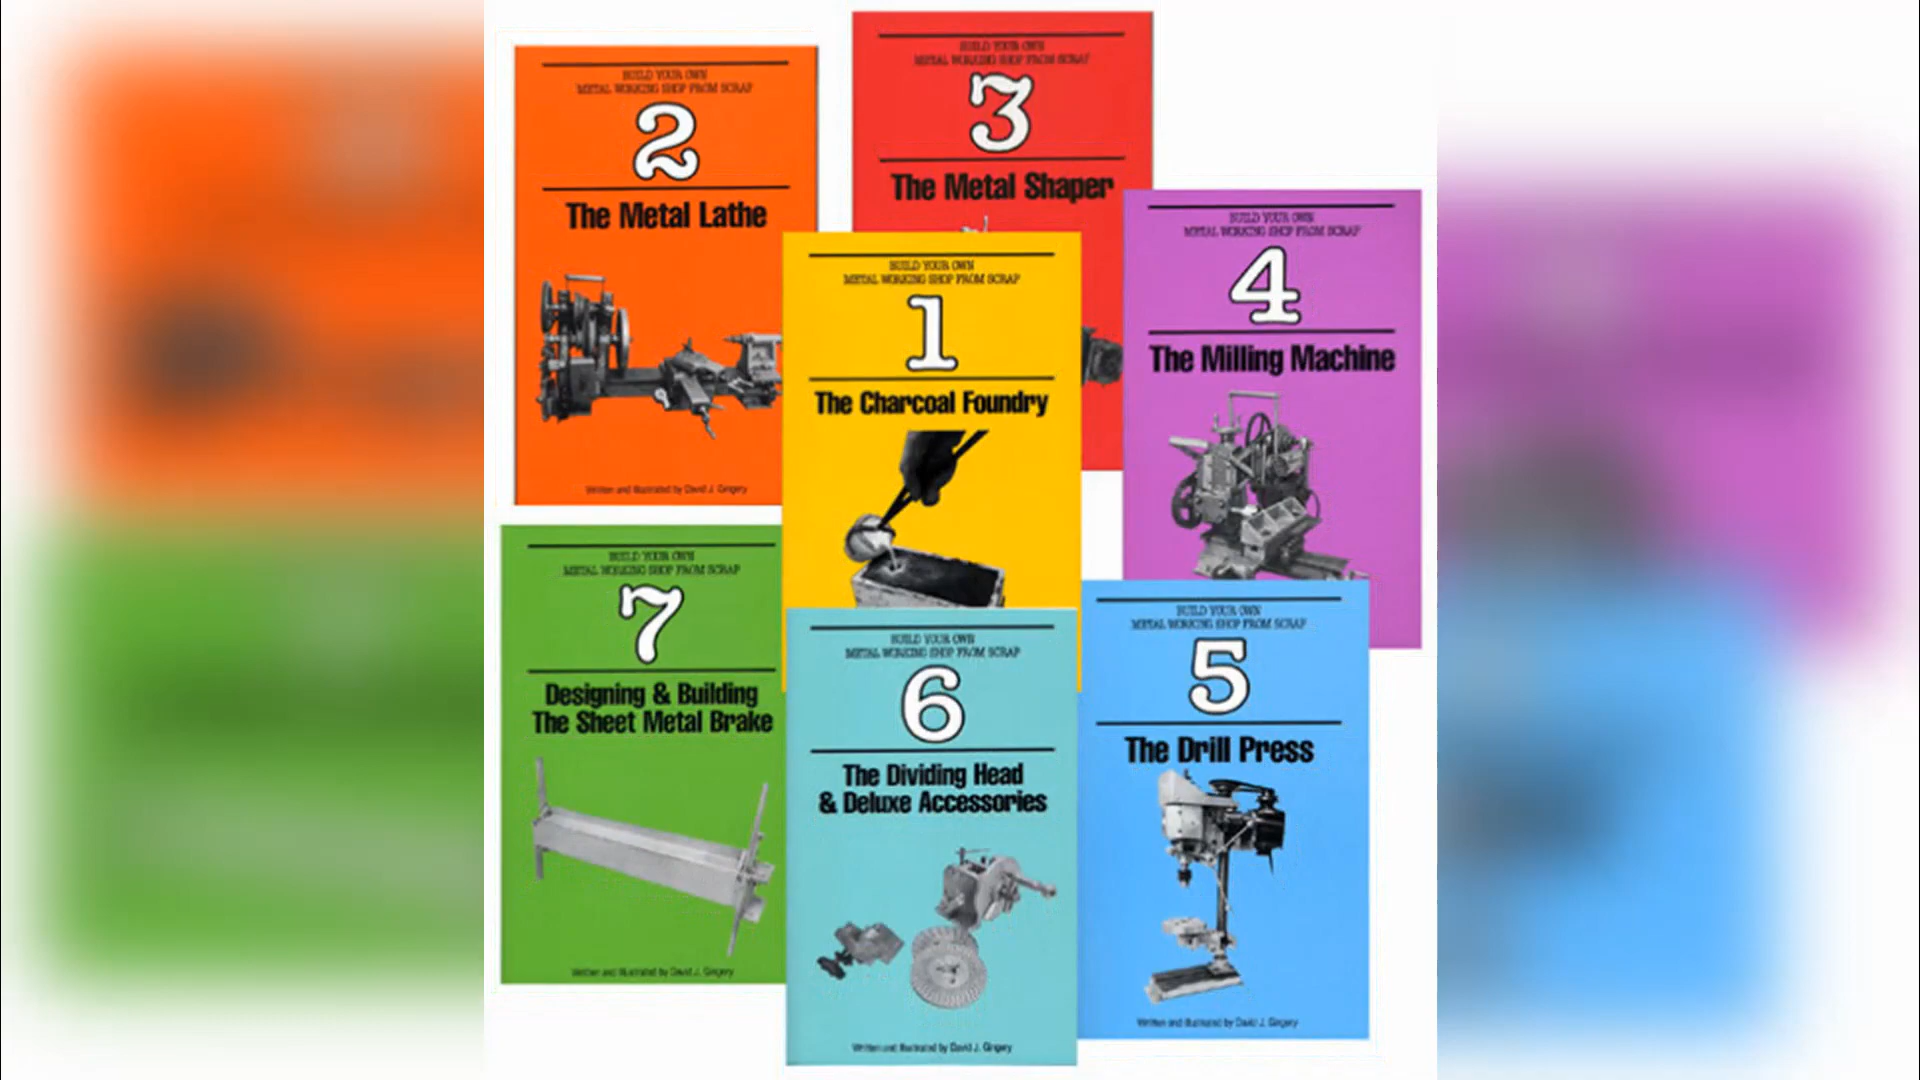 BUILD YOUR OWN
METAL WORKING SHOP FROM SCRAP
2
The Metal Lathe
Written and illustrated by David J. Gingery
BUILD YOUR OWN
METAL WORKING SHOP FROM SCRAP
3
The Metal Shaper
BUILD YOUR OWN
METAL WORKING SHOP FROM SCRAP
1
The Charcoal Foundry
BUILD YOUR OWN
METAL WORKING SHOP FROM SCRAP
4
The Milling Machine
BUILD YOUR OWN
METAL WORKING SHOP FROM SCRAP
7
Designing & Building
The Sheet Metal Brake
Written and illustrated by David J. Gingery
BUILD YOUR OWN
METAL WORKING SHOP FROM SCRAP
6
The Dividing Head
& Deluxe Accessories
Written and illustrated by David J. Gingery
BUILD YOUR OWN
METAL WORKING SHOP FROM SCRAP
5
The Drill Press
Written and illustrated by David J. Gingery